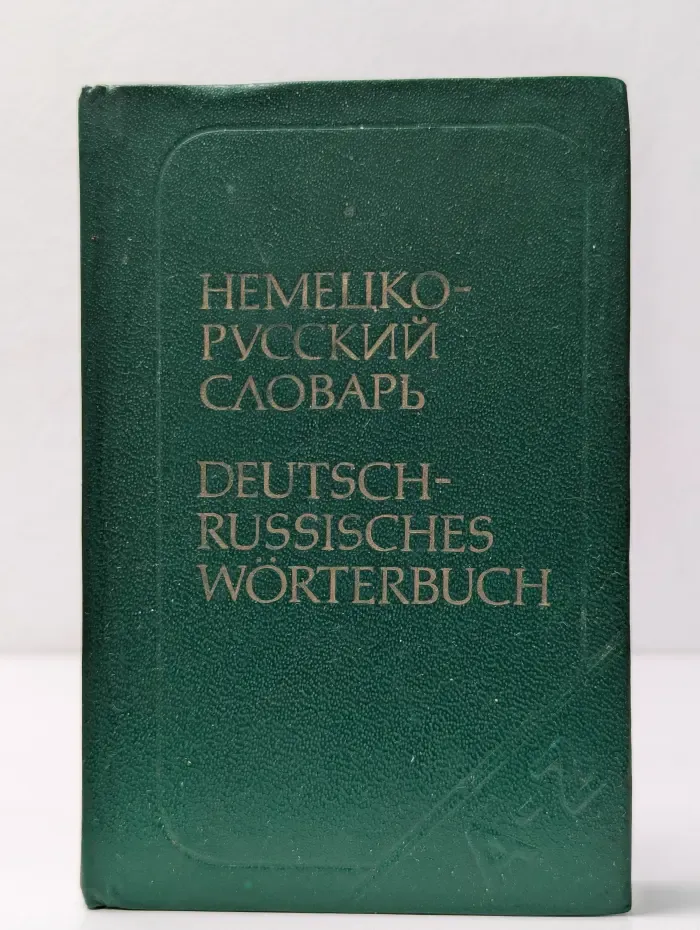 НЕМЕЦКО-
РУССКИЙ
СЛОВАРЬ
DEUTSCH-
RUSSISCHES
WÖRTERBUCH
A-Z